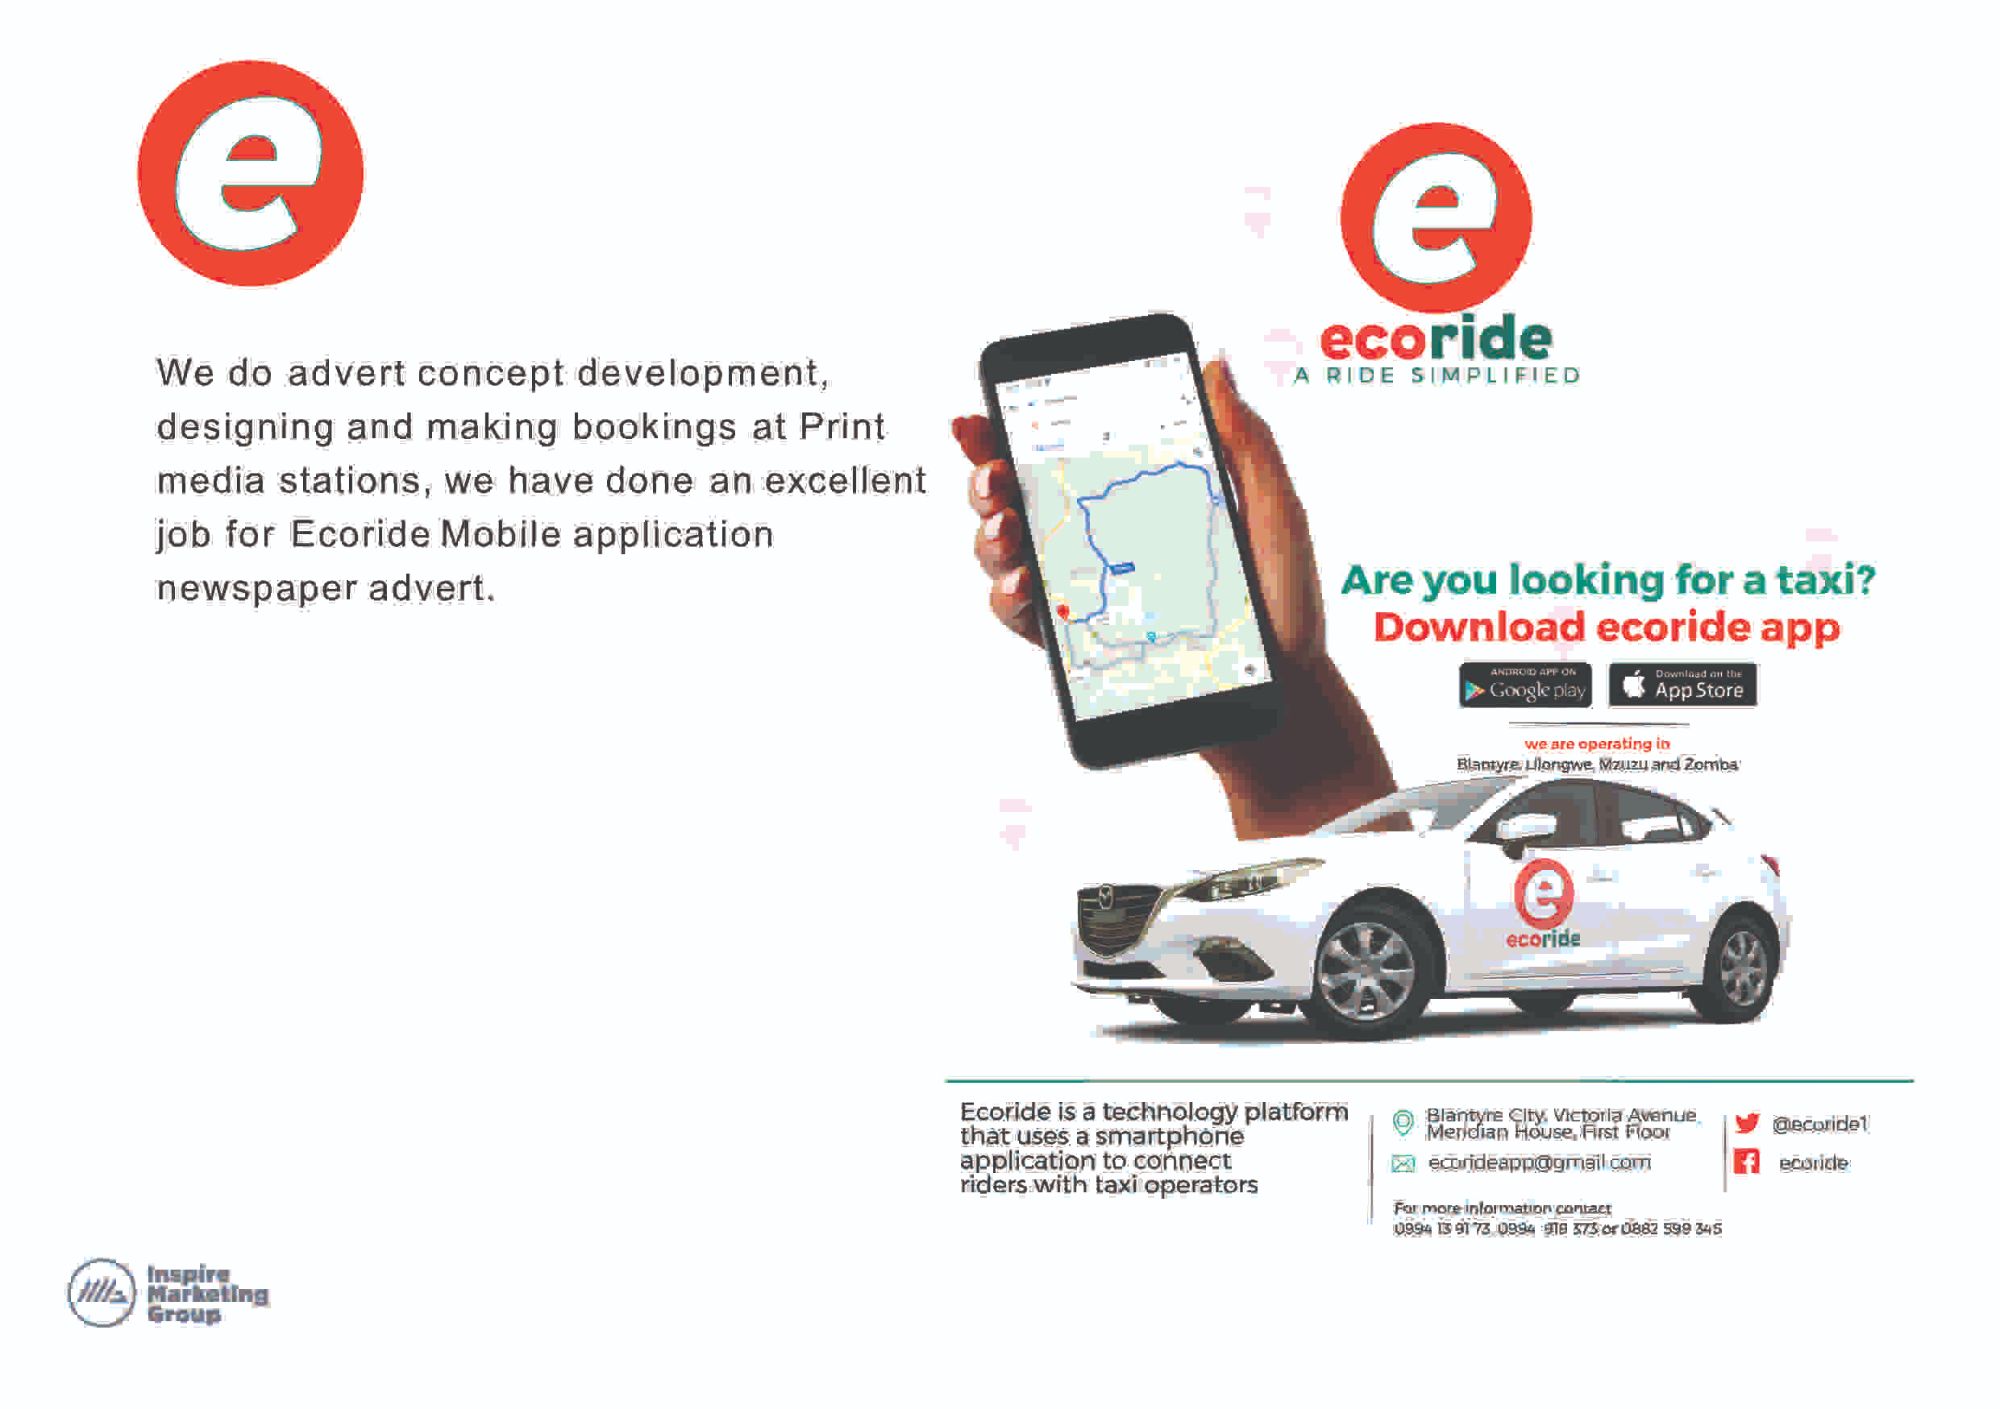 e
We do advert concept development,
designing and making bookings at Print
media stations, we have done an excellent
job for Ecoride Mobile application
newspaper advert.
e
ecoride
A RIDE SIMPLIFIED
Are you looking for a taxi?
Download ecoride app
ANDROID APP ON
Google play
Download on the
App Store
we are operating in
Blantyre, Lilongwe, Mzuzu and Zomba
e
ecoride
Ecoride is a technology platform
that uses a smartphone
application to connect
riders with taxi operators
Blantyre City, Victoria Avenue,
Meridian House, First Floor
ecorideapp@gmail.com
For more information contact
0994 13 91 73, 0994 918 373 or 0882 599 345
@ecoride1
ecoride
Inspire
Marketing
Group